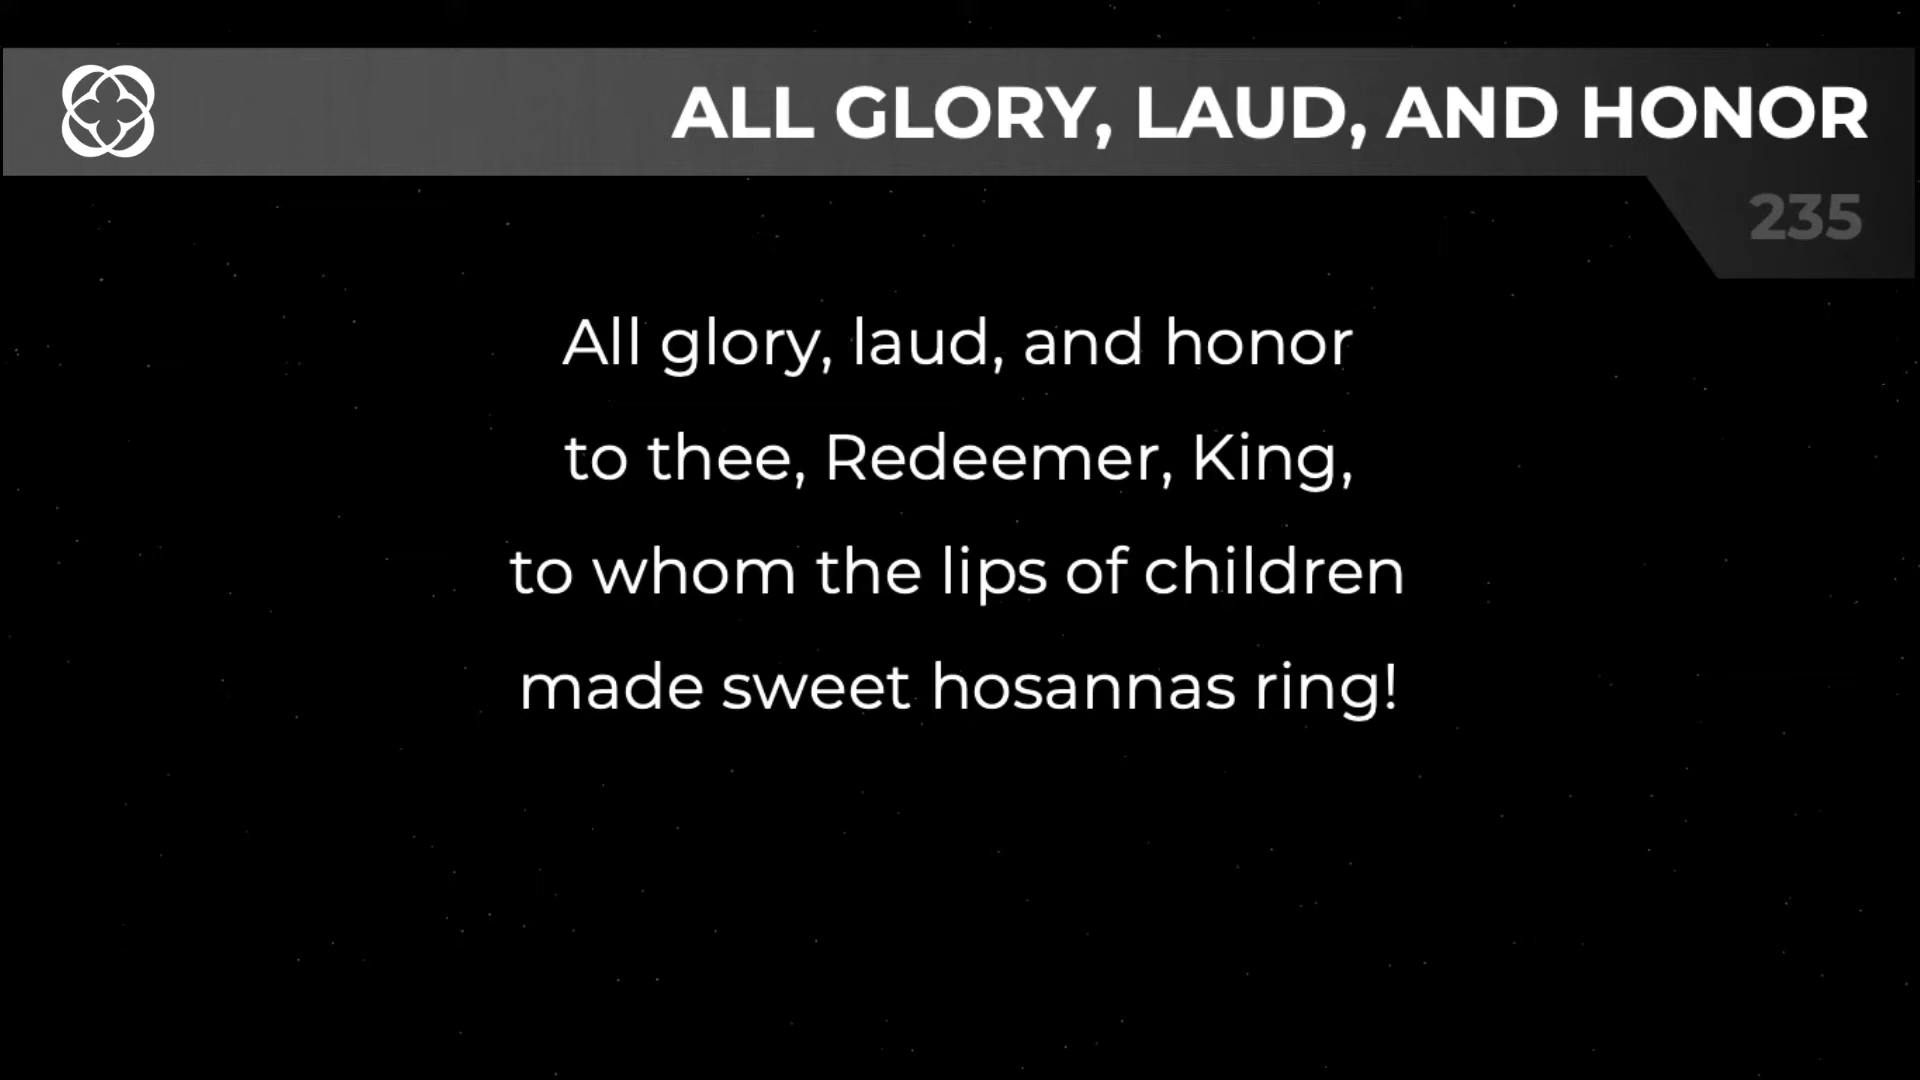 ALL GLORY, LAUD, AND HONOR
235
All glory, laud, and honor
to thee, Redeemer, King,
to whom the lips of children
made sweet hosannas ring!